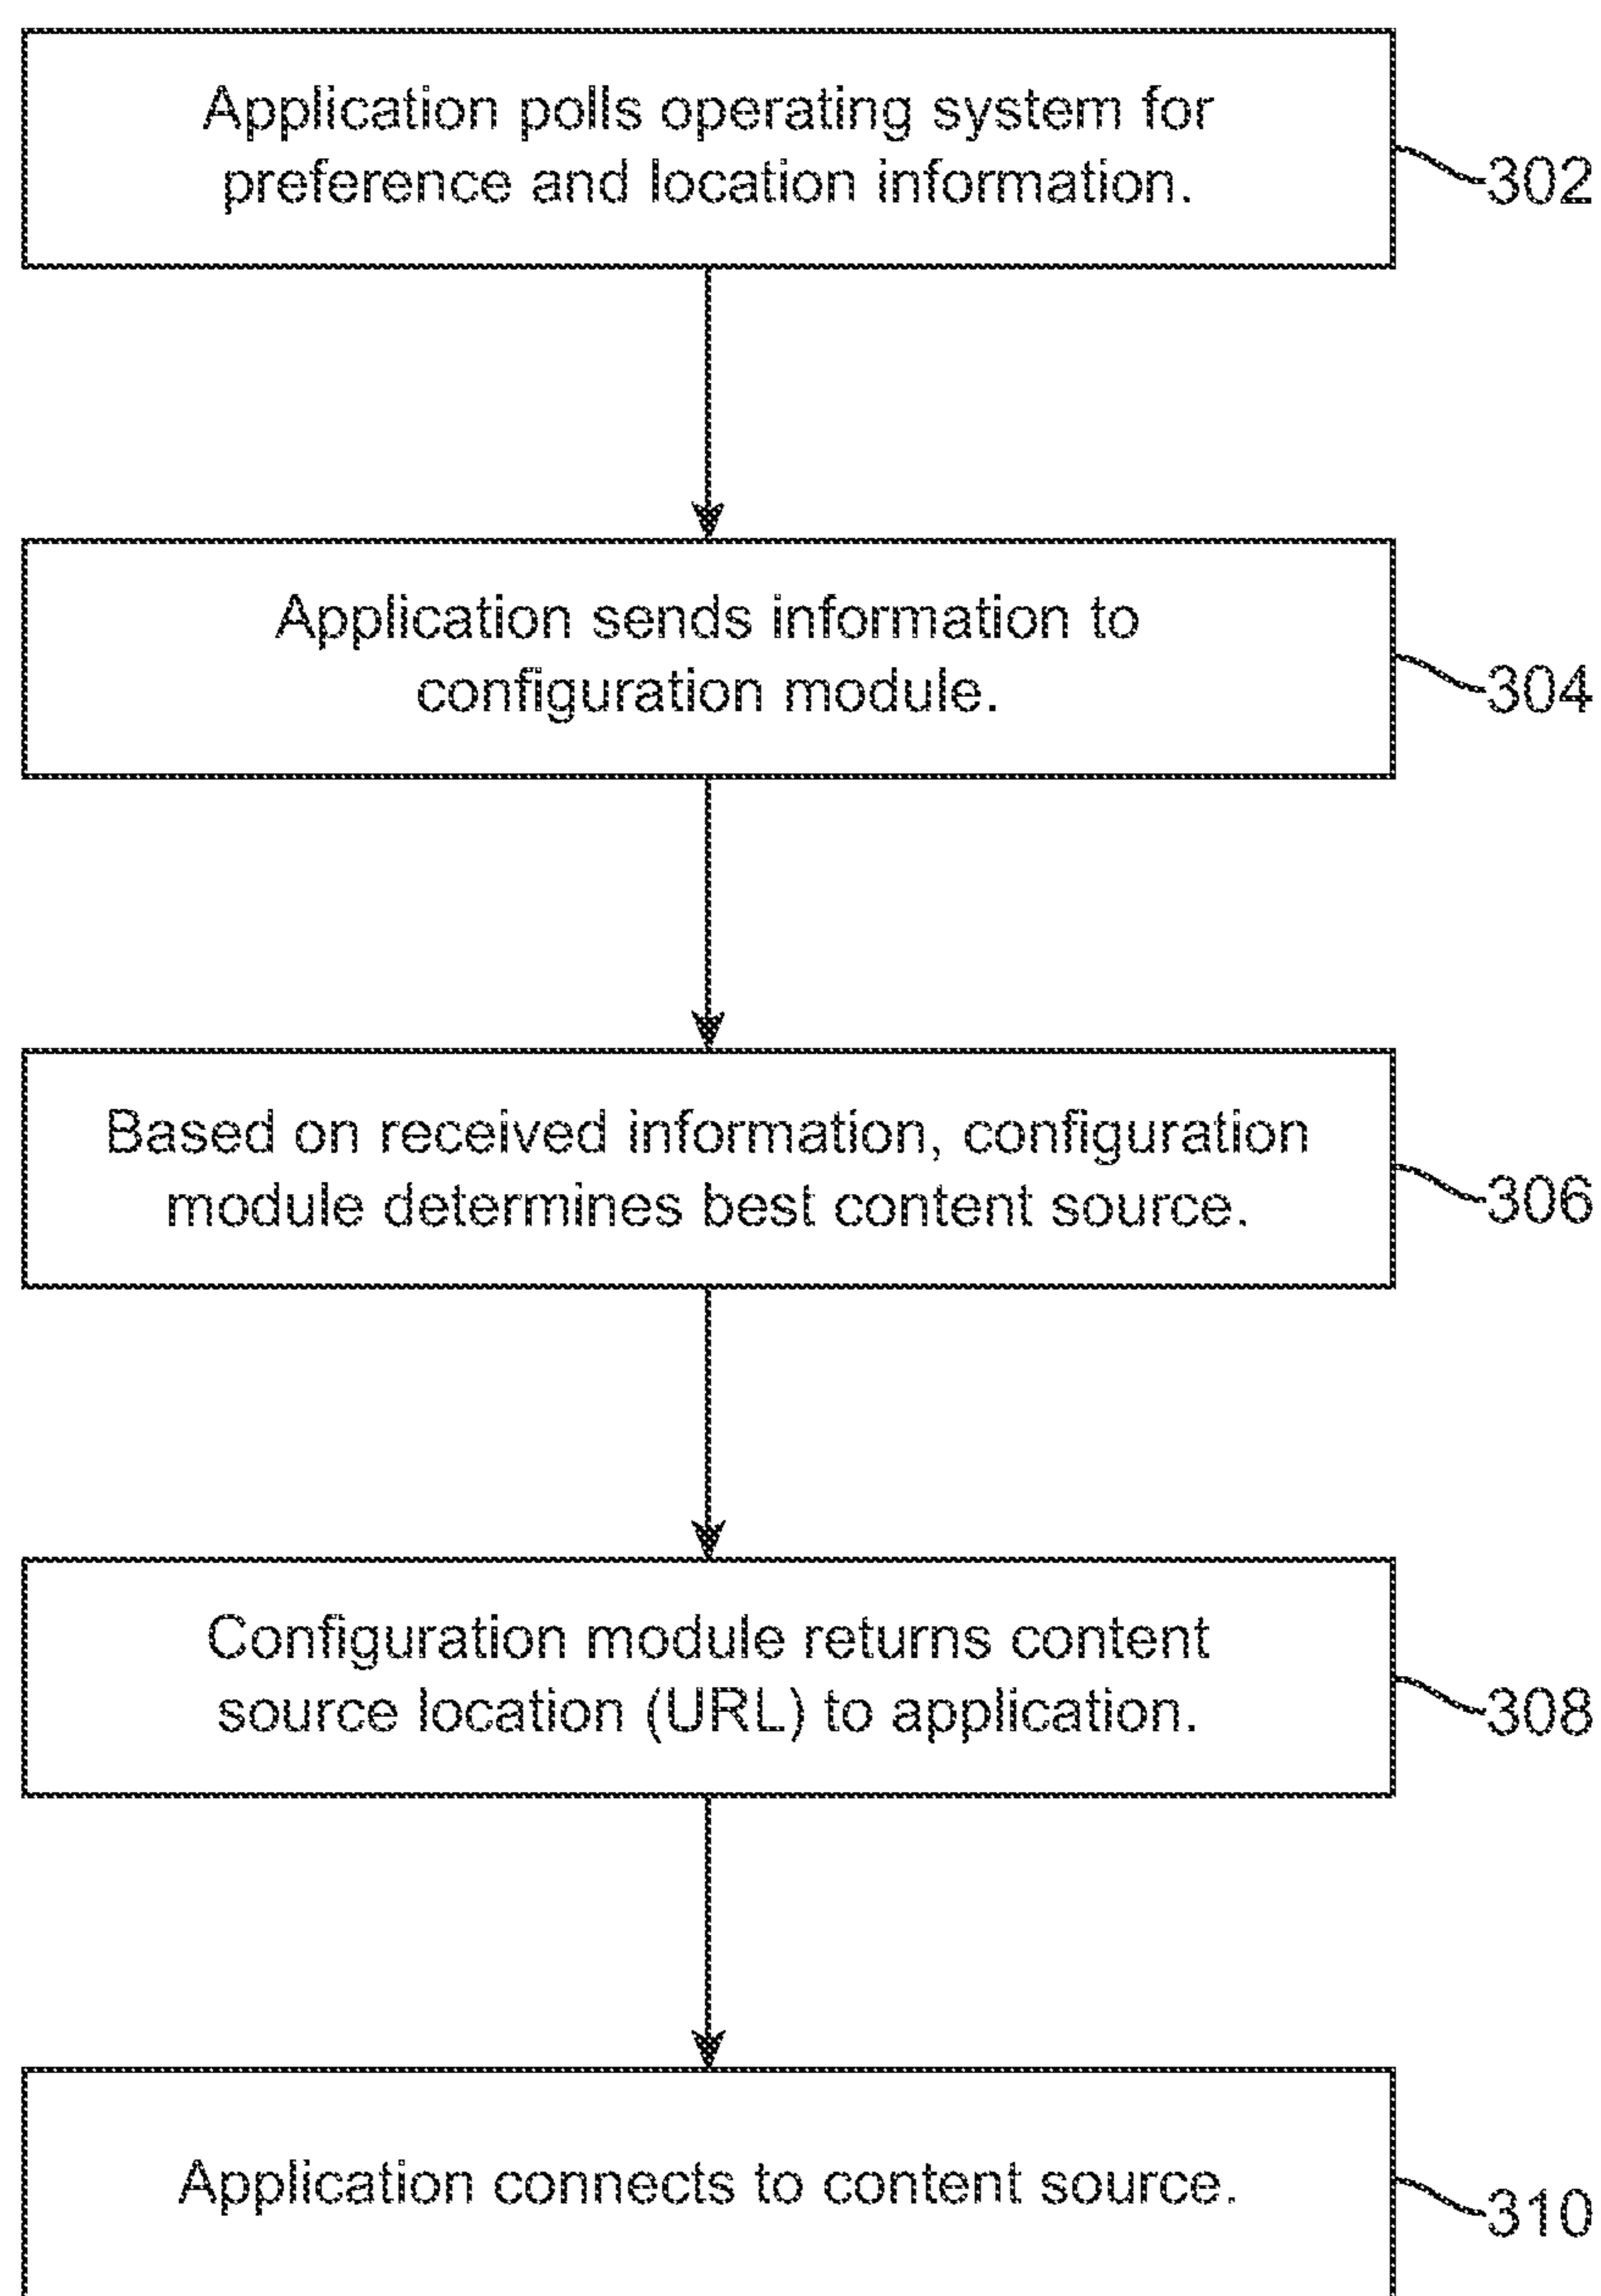 Application polls operating system for
preference and location information.
302
Application sends information to
configuration module.
304
Based on received information, configuration
module determines best content source.
306
Configuration module returns content
source location (URL) to application.
308
Application connects to content source.
310